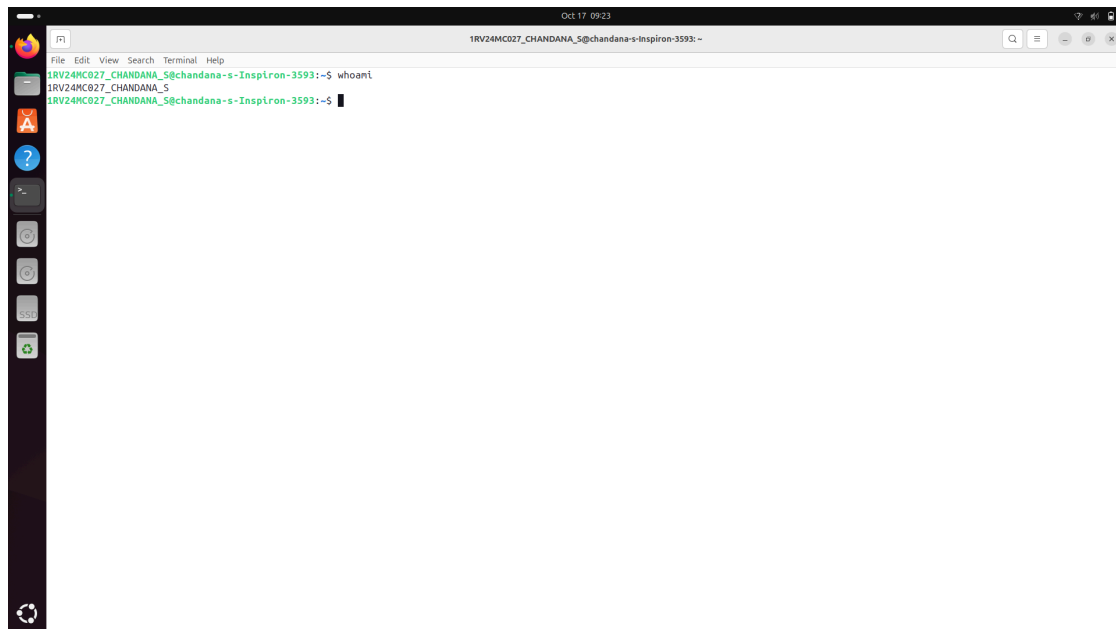 Oct 17 09:23
1RV24MC027_CHANDANA_S@chandana-s-Inspiron-3593: ~
File Edit View Search Terminal Help
1RV24MC027_CHANDANA_S@chandana-s-Inspiron-3593:~$ whoami
1RV24MC027_CHANDANA_S
1RV24MC027_CHANDANA_S@chandana-s-Inspiron-3593:~$
SSD